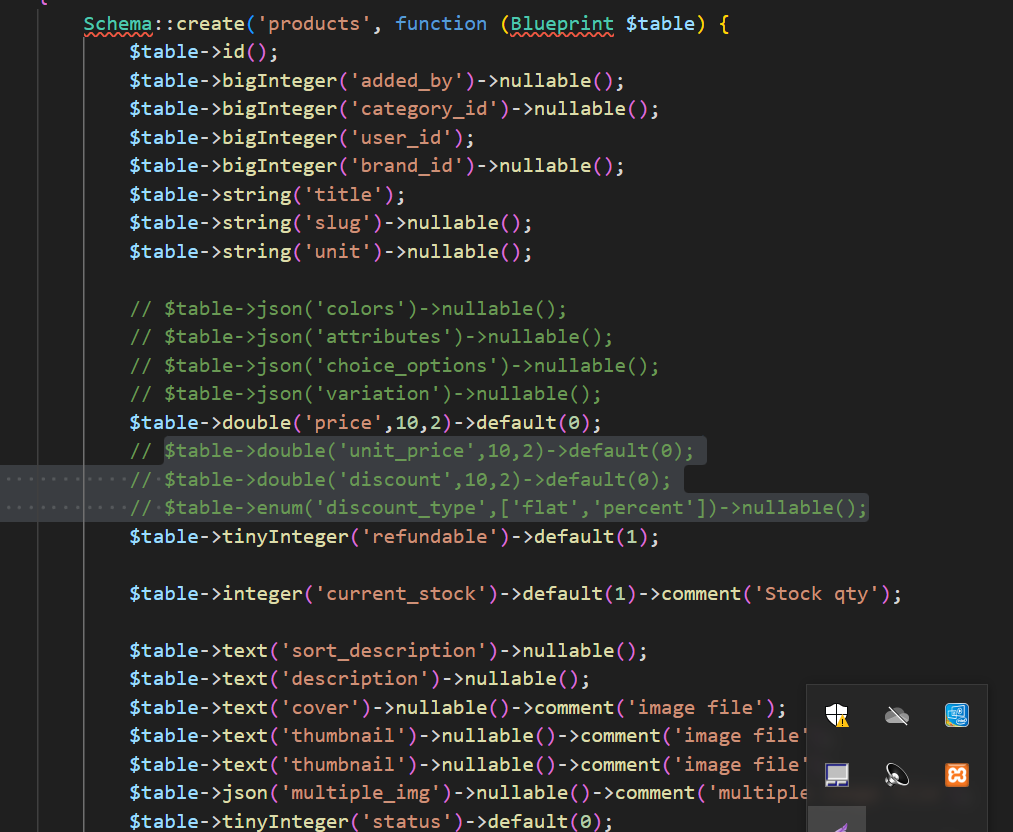 Schema::create('products', function (Blueprint $table) {
$table->id();
$table->bigInteger('added_by')->nullable();
$table->bigInteger('category_id')->nullable();
$table->bigInteger('user_id');
$table->bigInteger('brand_id')->nullable();
$table->string('title');
$table->string('slug')->nullable();
$table->string('unit')->nullable();
// $table->json('colors')->nullable();
// $table->json('attributes')->nullable();
// $table->json('choice_options')->nullable();
// $table->json('variation')->nullable();
$table->double('price',10,2)->default(0);
// $table->double('unit_price',10,2)->default(0);
// $table->double('discount',10,2)->default(0);
// $table->enum('discount_type',['flat','percent'])->nullable();
$table->tinyInteger('refundable')->default(1);
$table->integer('current_stock')->default(1)->comment('Stock qty');
$table->text('sort_description')->nullable();
$table->text('description')->nullable();
$table->text('cover')->nullable()->comment('image file');
$table->text('thumbnail')->nullable()->comment('image file'
$table->text('thumbnail')->nullable()->comment('image file'
$table->json('multiple_img')->nullable()->comment('multiple
$table->tinyInteger('status')->default(0);